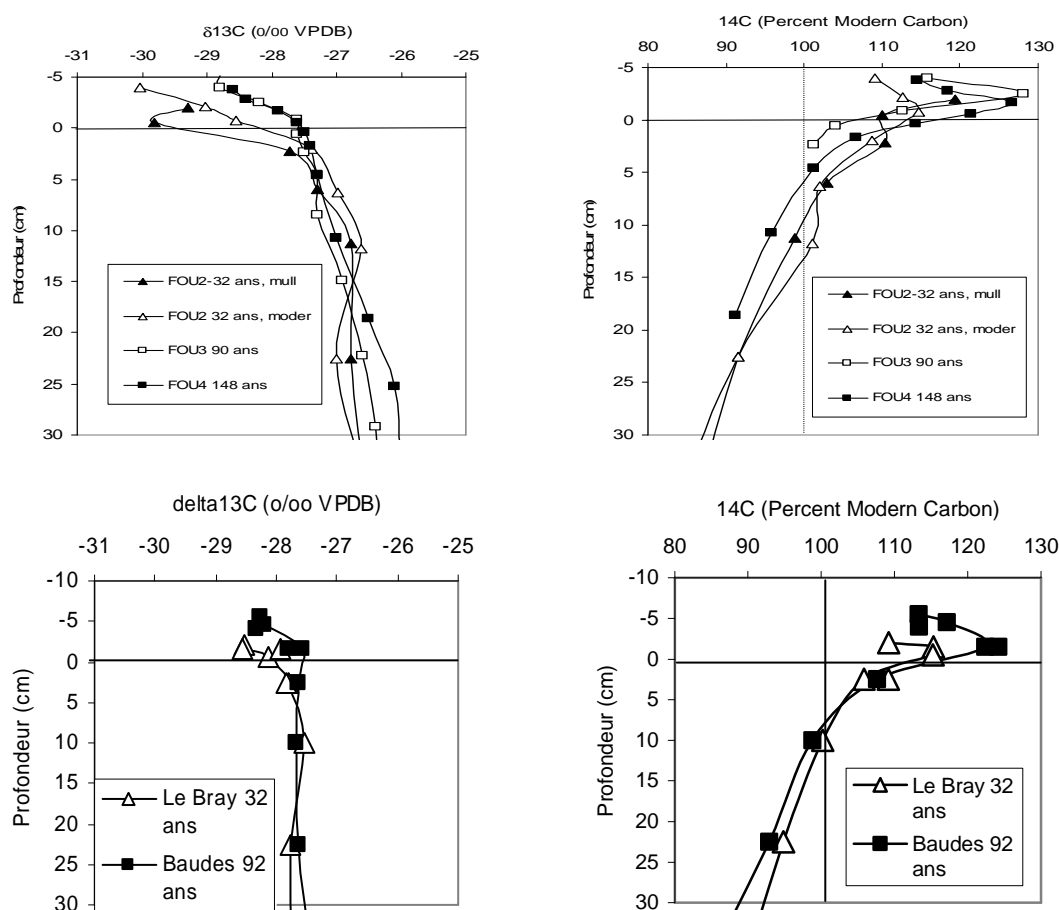 δ13C (o/oo VPDB)
-31 -30 -29 -28 -27 -26 -25
-5
0
5
10
15
20
25
30
Profondeur (cm)
FOU2-32 ans, mull
FOU2 32 ans, moder
FOU3 90 ans
FOU4 148 ans
14C (Percent Modern Carbon)
80 90 100 110 120 130
-5
0
5
10
15
20
25
30
Profondeur (cm)
FOU2-32 ans, mull
FOU2 32 ans, moder
FOU3 90 ans
FOU4 148 ans
delta13C (o/oo VPDB)
-31 -30 -29 -28 -27 -26 -25
-10
-5
0
5
10
15
20
25
30
Profondeur (cm)
Le Bray 32
ans
Baudes 92
ans
14C (Percent Modern Carbon)
80 90 100 110 120 130
-10
-5
0
5
10
15
20
25
30
Profondeur (cm)
Le Bray 32
ans
Baudes 92
ans